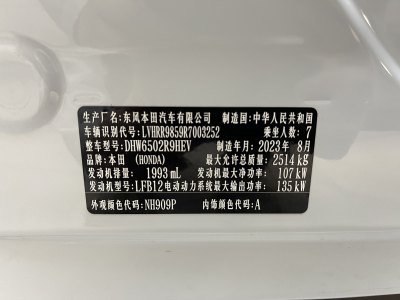 生产厂名：东风本田汽车有限公司 制造国：中华人民共和国
车辆识别代号：LVHRR9859R7003252 乘坐人数：7
整车型号：DHW6502R9HEV 制造年月：2023年 8月
品牌：本田 (HONDA) 最大允许总质量：2514 kg
发动机排量：1993 mL 发动机最大净功率：107 kW
发动机型号：LFB12 电动动力系统最大输出功率：135 kW
外观颜色代码：NH909P 内饰颜色代码：A